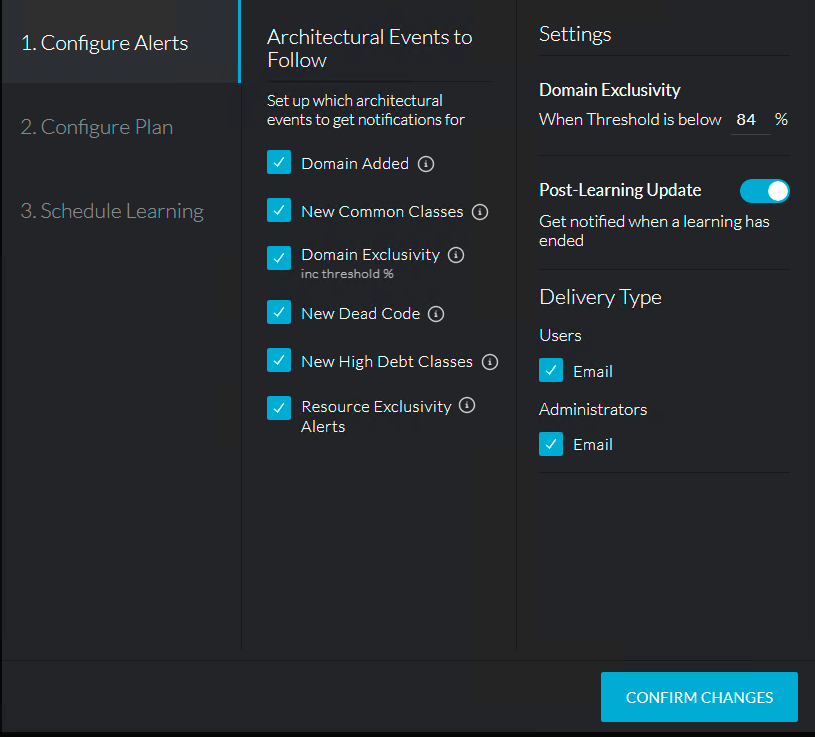 1. Configure Alerts
2. Configure Plan
3. Schedule Learning
Architectural Events to
Follow
Set up which architectural
events to get notifications for
Domain Added
New Common Classes
Domain Exclusivity
inc threshold %
New Dead Code
New High Debt Classes
Resource Exclusivity
Alerts
Settings
Domain Exclusivity
When Threshold is below 84 %
Post-Learning Update
Get notified when a learning has
ended
Delivery Type
Users
Email
Administrators
Email
CONFIRM CHANGES